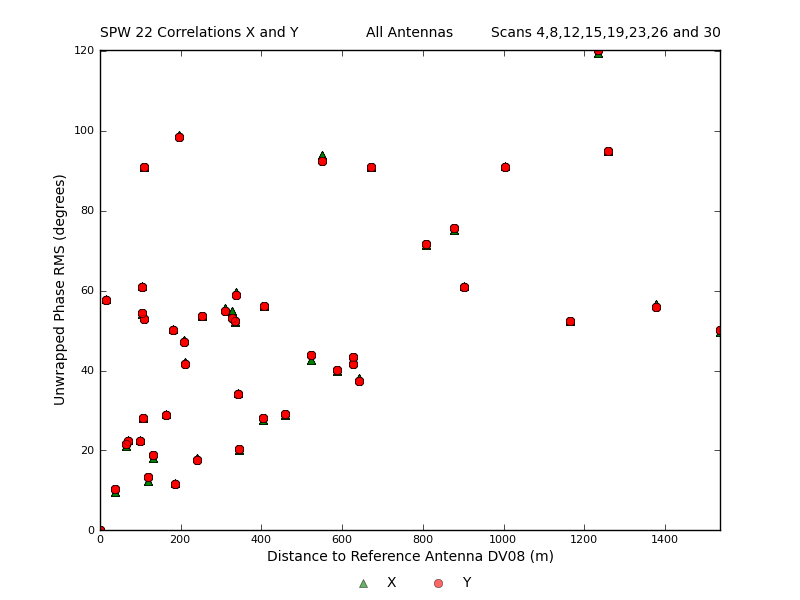 SPW 22 Correlations X and Y All Antennas Scans 4,8,12,15,19,23,26 and 30
120
100
80
60
40
20
0
Unwrapped Phase RMS (degrees)
0 200 400 600 800 1000 1200 1400
Distance to Reference Antenna DV08 (m)
X Y